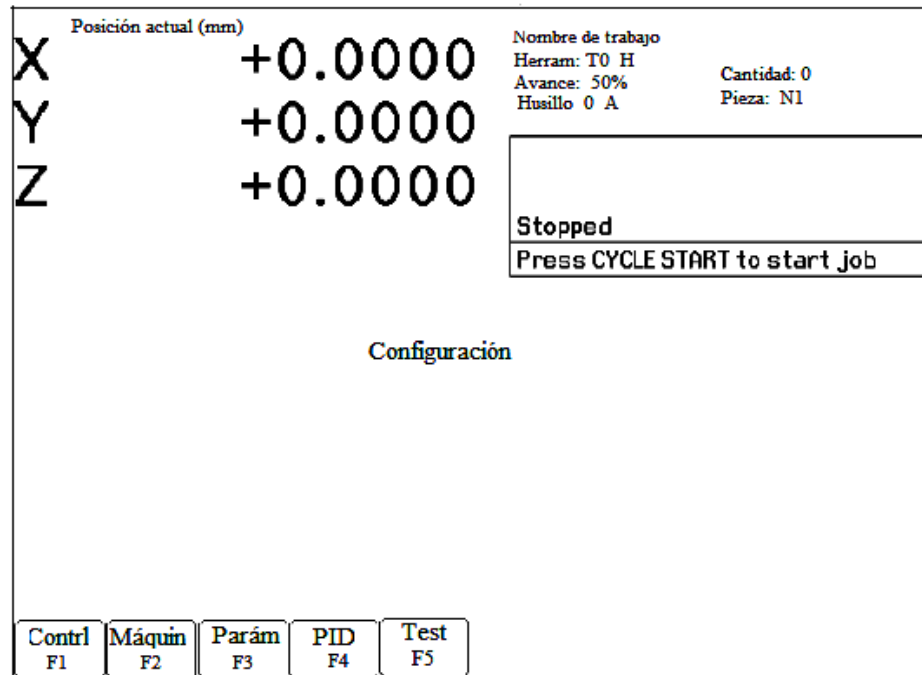 Posición actual (mm)
X +0.0000
Y +0.0000
Z +0.0000
Nombre de trabajo
Herram: T0 H
Avance: 50%
Husillo 0 A
Cantidad: 0
Pieza: N1
Stopped
Press CYCLE START to start job
Configuración
Contrl Máquin Parám PID Test
F1 F2 F3 F4 F5